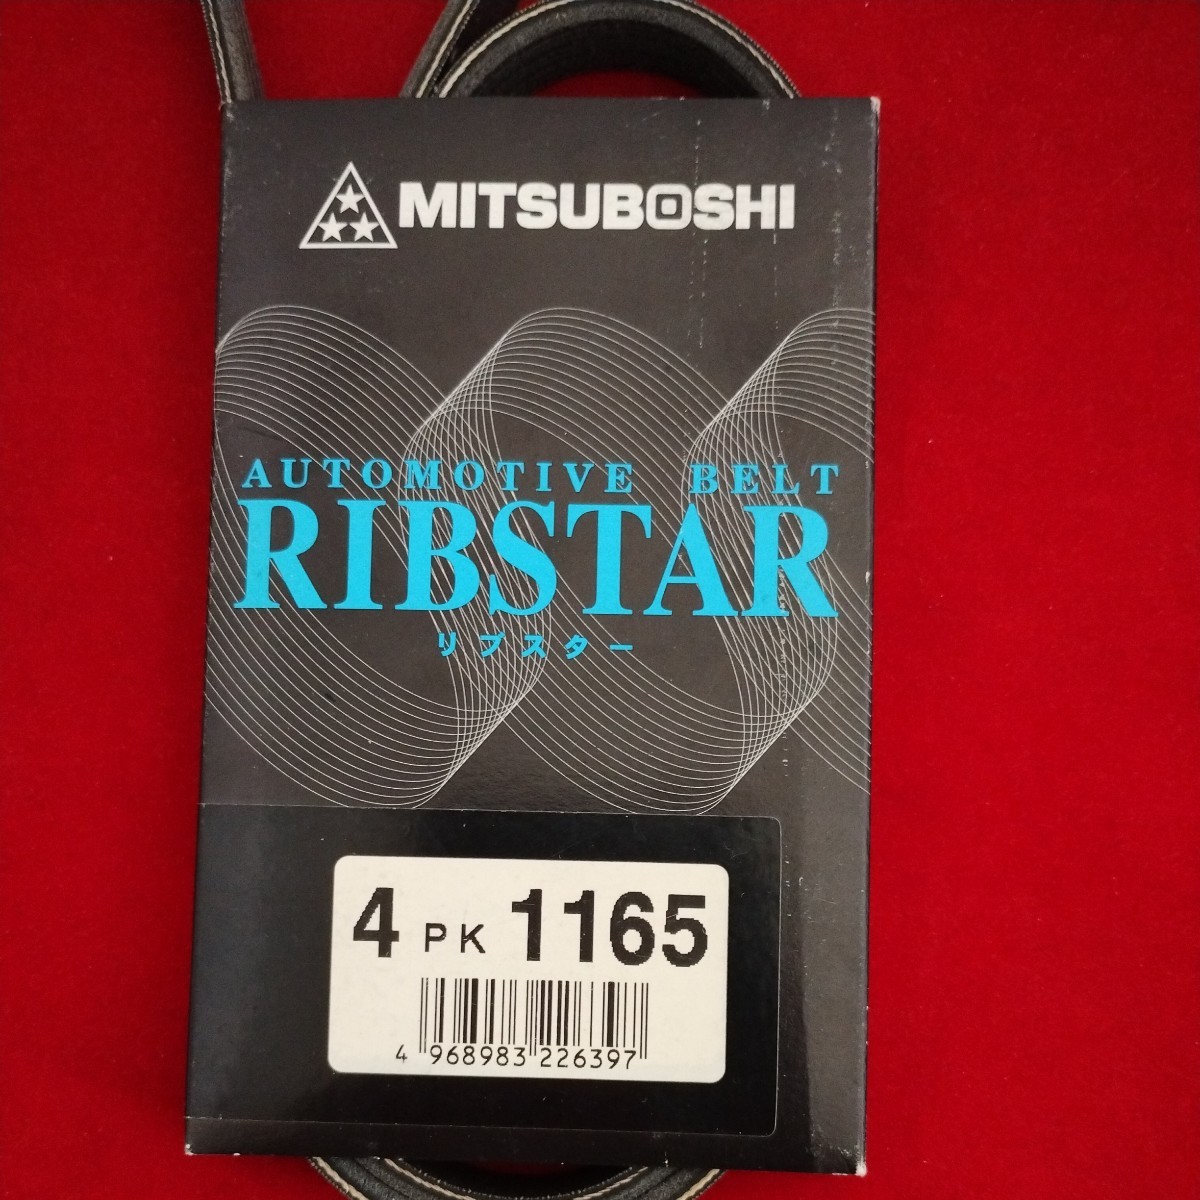 MITSUBOSHI
AUTOMOTIVE BELT
RIBSTAR
リブスター
4 PK 1165
4 968983 226397